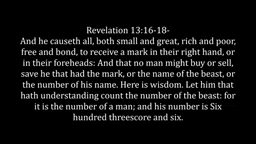 Revelation 13:16-18-
And he causeth all, both small and great, rich and poor,
free and bond, to receive a mark in their right hand, or
in their foreheads: And that no man might buy or sell,
save he that had the mark, or the name of the beast, or
the number of his name. Here is wisdom. Let him that
hath understanding count the number of the beast: for
it is the number of a man; and his number is Six
hundred threescore and six.